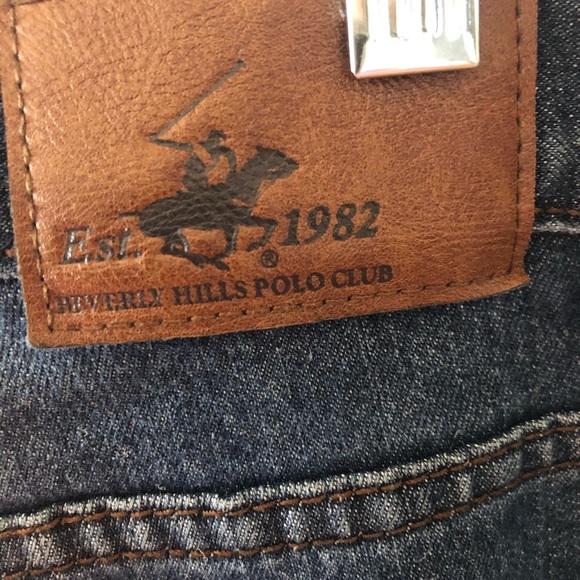 Est. 1982
®
BEVERLY HILLS POLO CLUB